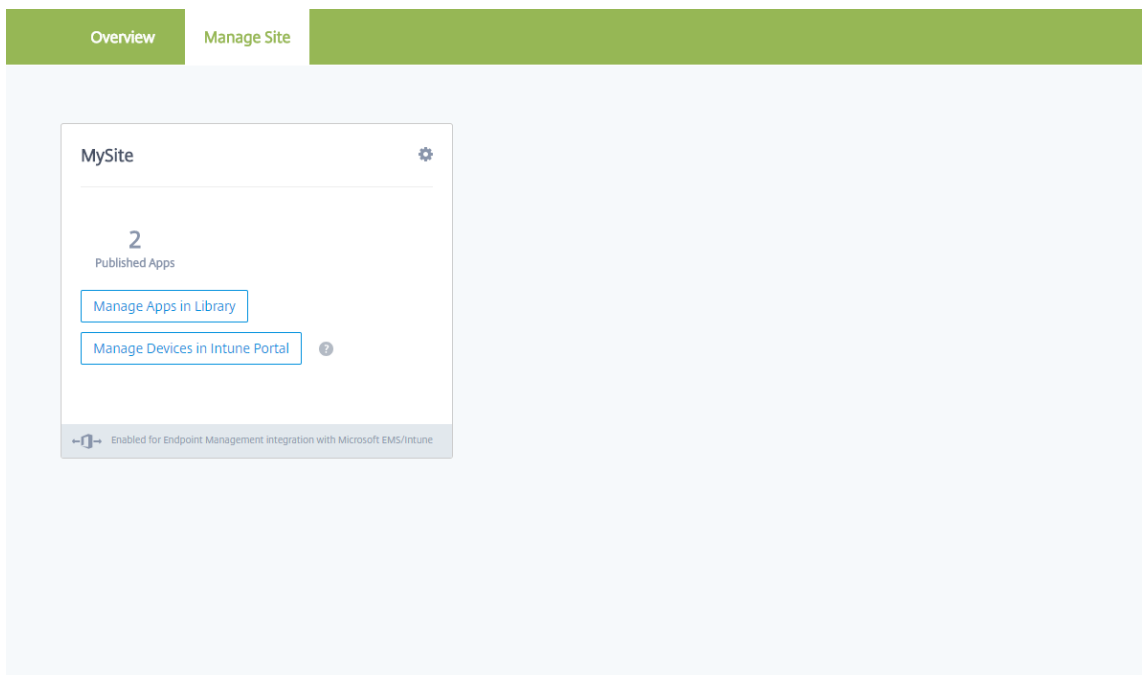 Overview
Manage Site
MySite
2
Published Apps
Manage Apps in Library
Manage Devices in Intune Portal
?
Enabled for Endpoint Management integration with Microsoft EMS/Intune